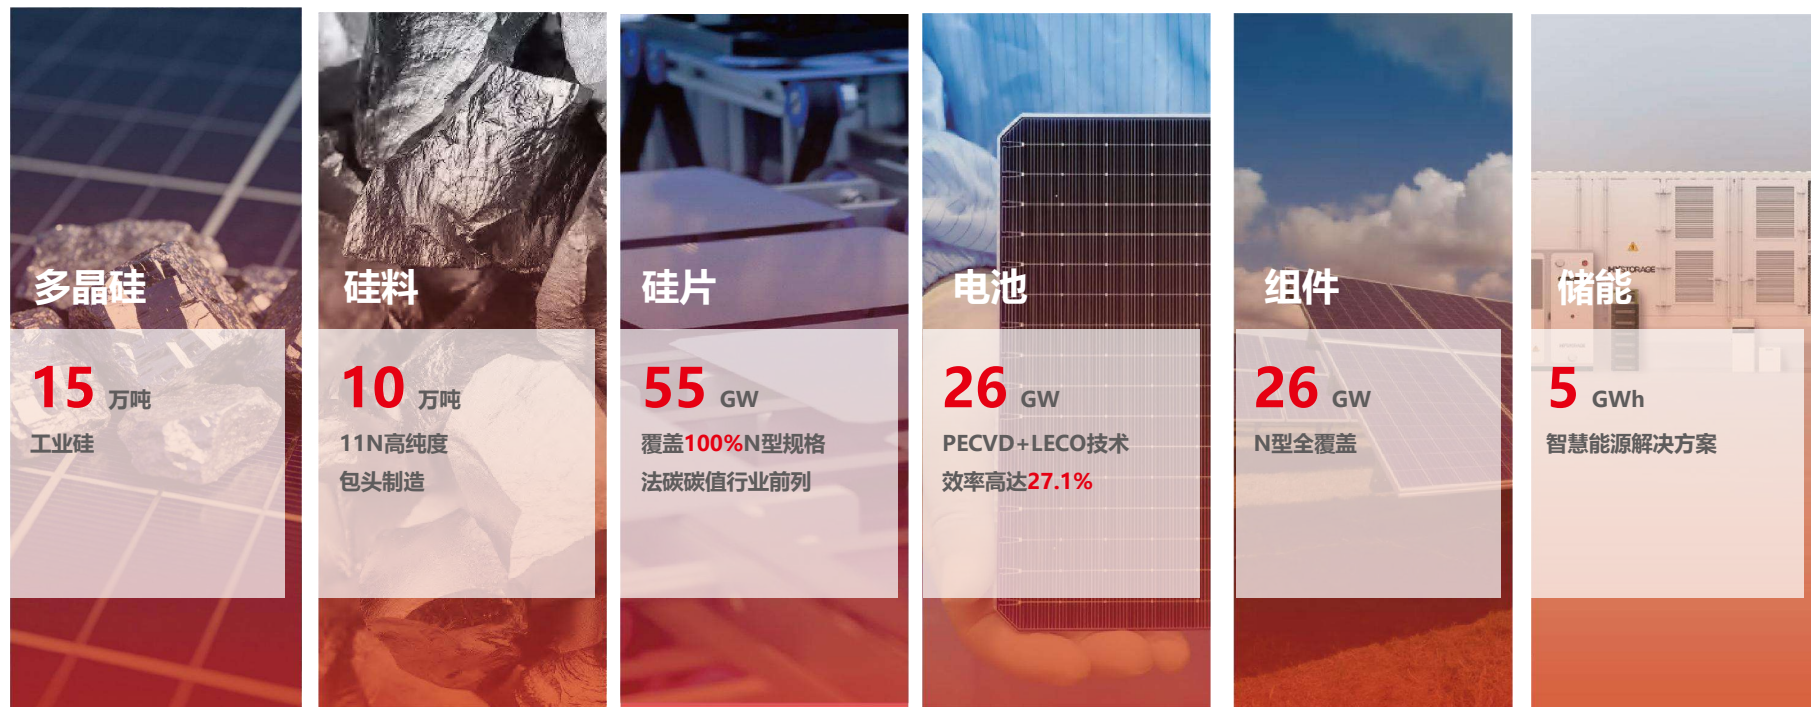 多晶硅
15 万吨
工业硅
硅料
10 万吨
11N高纯度
包头制造
硅片
55 GW
覆盖100%N型规格
法碳碳值行业前列
电池
26 GW
PECVD+LECO技术
效率高达27.1%
组件
26 GW
N型全覆盖
储能
5 GWh
智慧能源解决方案